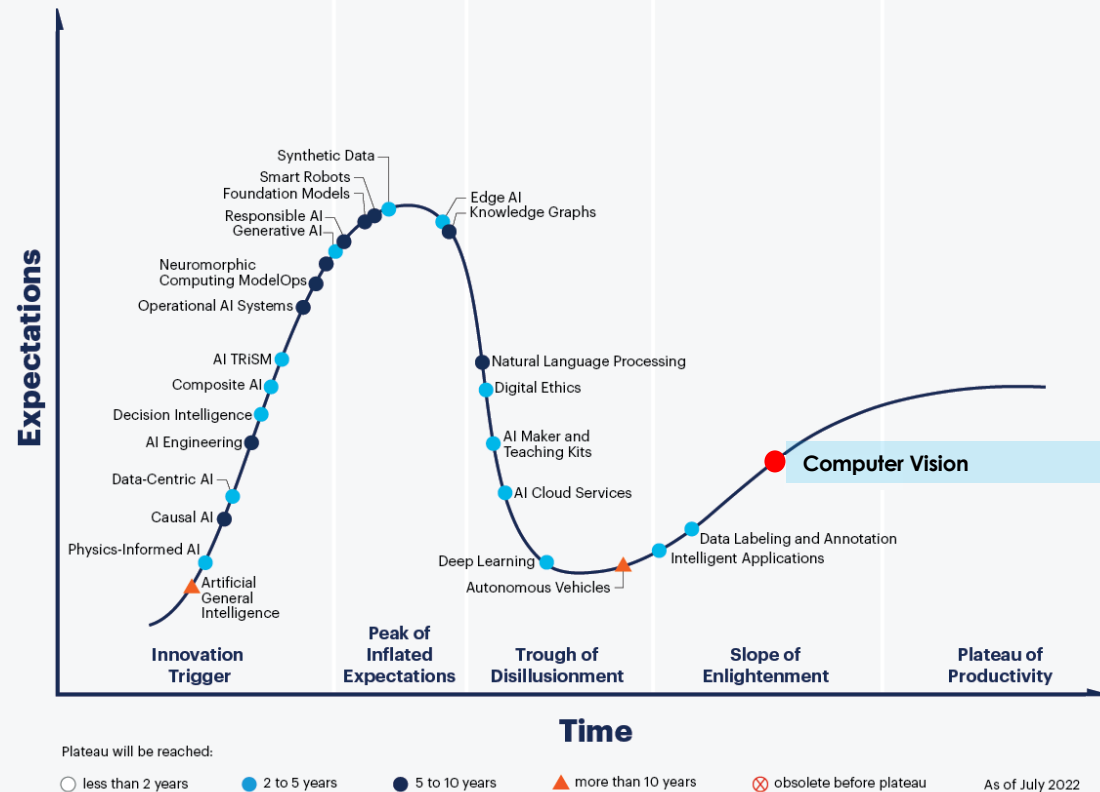 Synthetic Data
Smart Robots
Foundation Models
Responsible AI
Generative AI
Neuromorphic
Computing ModelOps
Operational AI Systems
AI TRiSM
Composite AI
Decision Intelligence
AI Engineering
Data-Centric AI
Causal AI
Physics-Informed AI
Artificial
General
Intelligence
Edge AI
Knowledge Graphs
Natural Language Processing
Digital Ethics
AI Maker and
Teaching Kits
AI Cloud Services
Deep Learning
Autonomous Vehicles
Computer Vision
Data Labeling and Annotation
Intelligent Applications
Expectations
Innovation
Trigger
Peak of
Inflated
Expectations
Trough of
Disillusionment
Slope of
Enlightenment
Plateau of
Productivity
Time
Plateau will be reached:
less than 2 years
2 to 5 years
5 to 10 years
more than 10 years
obsolete before plateau
As of July 2022